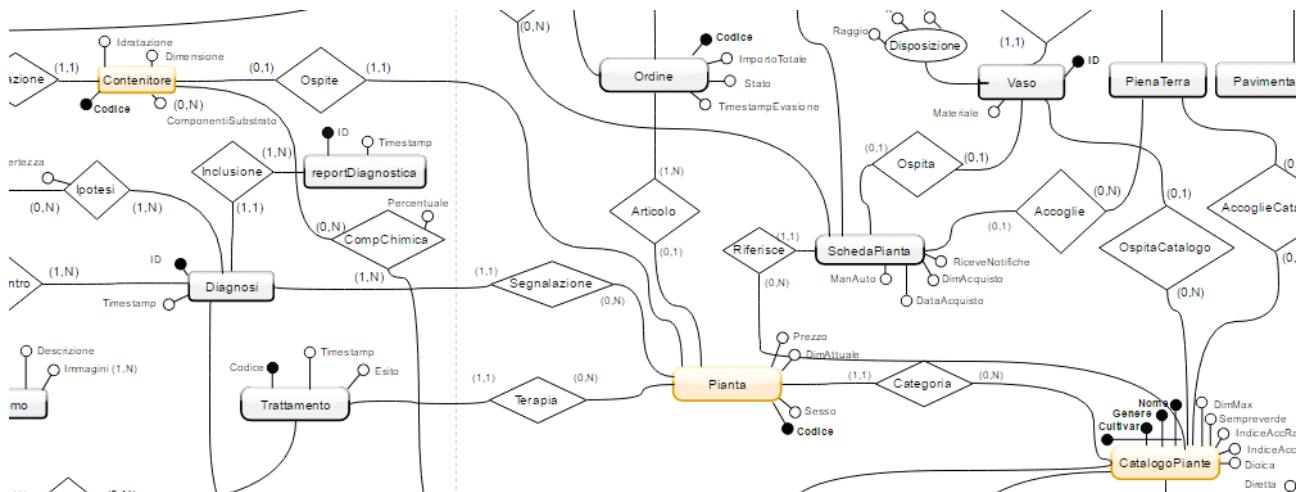 (0,N)
Codice
ImportoTotale
Ordine
Stato
TimestampEvasione
Raggio
Disposizione
(1,1)
ID
Vaso
Materiale
PienaTerra
Idratazione
Dimensione
(1,1)
Contenitore
(0,1)
Ospite
(1,1)
Codice
(0,N)
ComponentiSubstrato
ID
Timestamp
(1,N)
Inclusione
reportDiagnostica
(1,1)
Ipotesi
(0,N)
(1,N)
Percentuale
(0,N)
CompChimica
(1,N)
(1,N)
Articolo
(0,1)
(0,1)
Ospita
(0,1)
(0,N)
Accoglie
(0,1)
(0,1)
OspitaCatalogo
(0,N)
Riferisce
(1,1)
(0,N)
SchedaPianta
RiceveNotifiche
DimAcquisto
ManAuto
DataAcquisto
(1,N)
ID
Diagnosi
Timestamp
(1,1)
Segnalazione
(0,N)
Descrizione
Immagini (1,N)
Codice
Timestamp
Esito
Trattamento
(1,1)
Terapia
(0,N)
Prezzo
DimAttuale
Pianta
Sesso
Codice
(1,1)
Categoria
(0,N)
Nome
Genere
Cultivar
DimMax
Sempreverde
CatalogoPiante
Dioica
Diretta
(0,N)